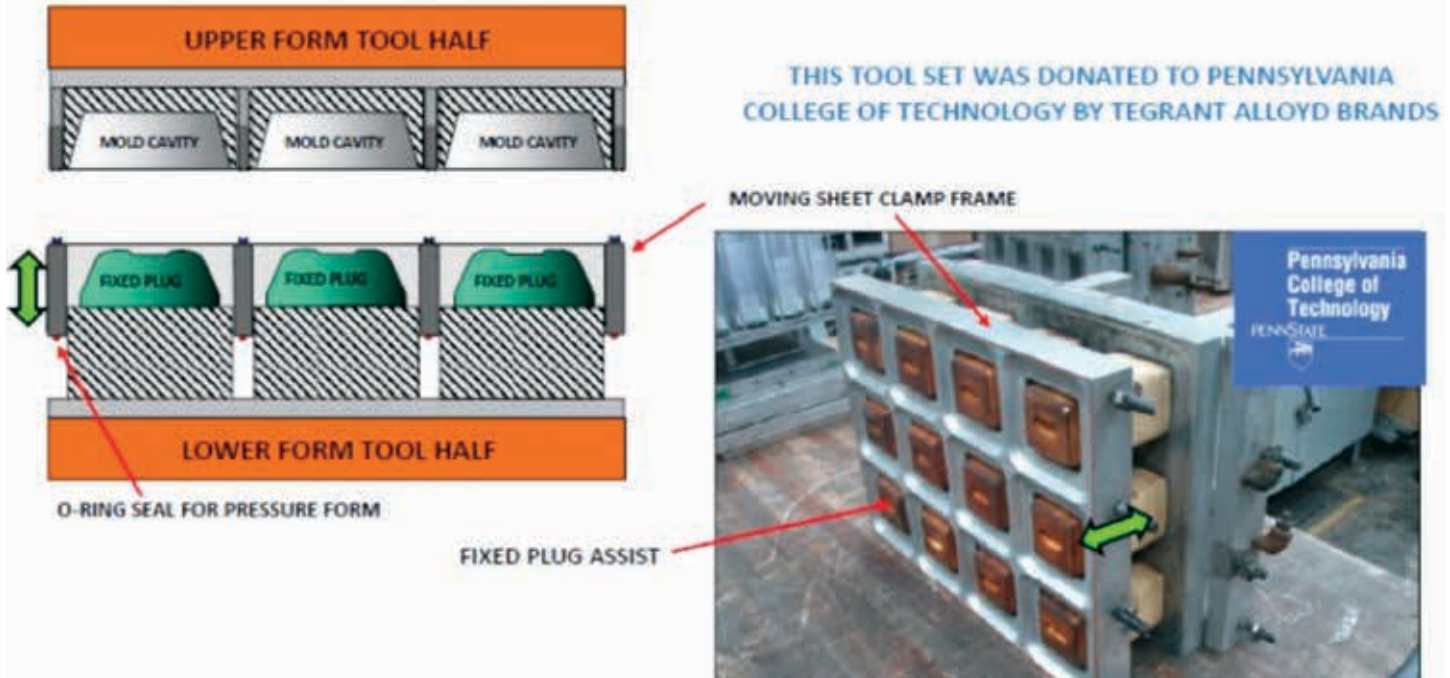 UPPER FORM TOOL HALF
THIS TOOL SET WAS DONATED TO PENNSYLVANIA
COLLEGE OF TECHNOLOGY BY TEGRANT ALLOYD BRANDS
MOLD CAVITY
MOLD CAVITY
MOLD CAVITY
MOVING SHEET CLAMP FRAME
FIXED PLUG
FIXED PLUG
FIXED PLUG
Pennsylvania
College of
Technology
PENNSTATE
LOWER FORM TOOL HALF
O-RING SEAL FOR PRESSURE FORM
FIXED PLUG ASSIST